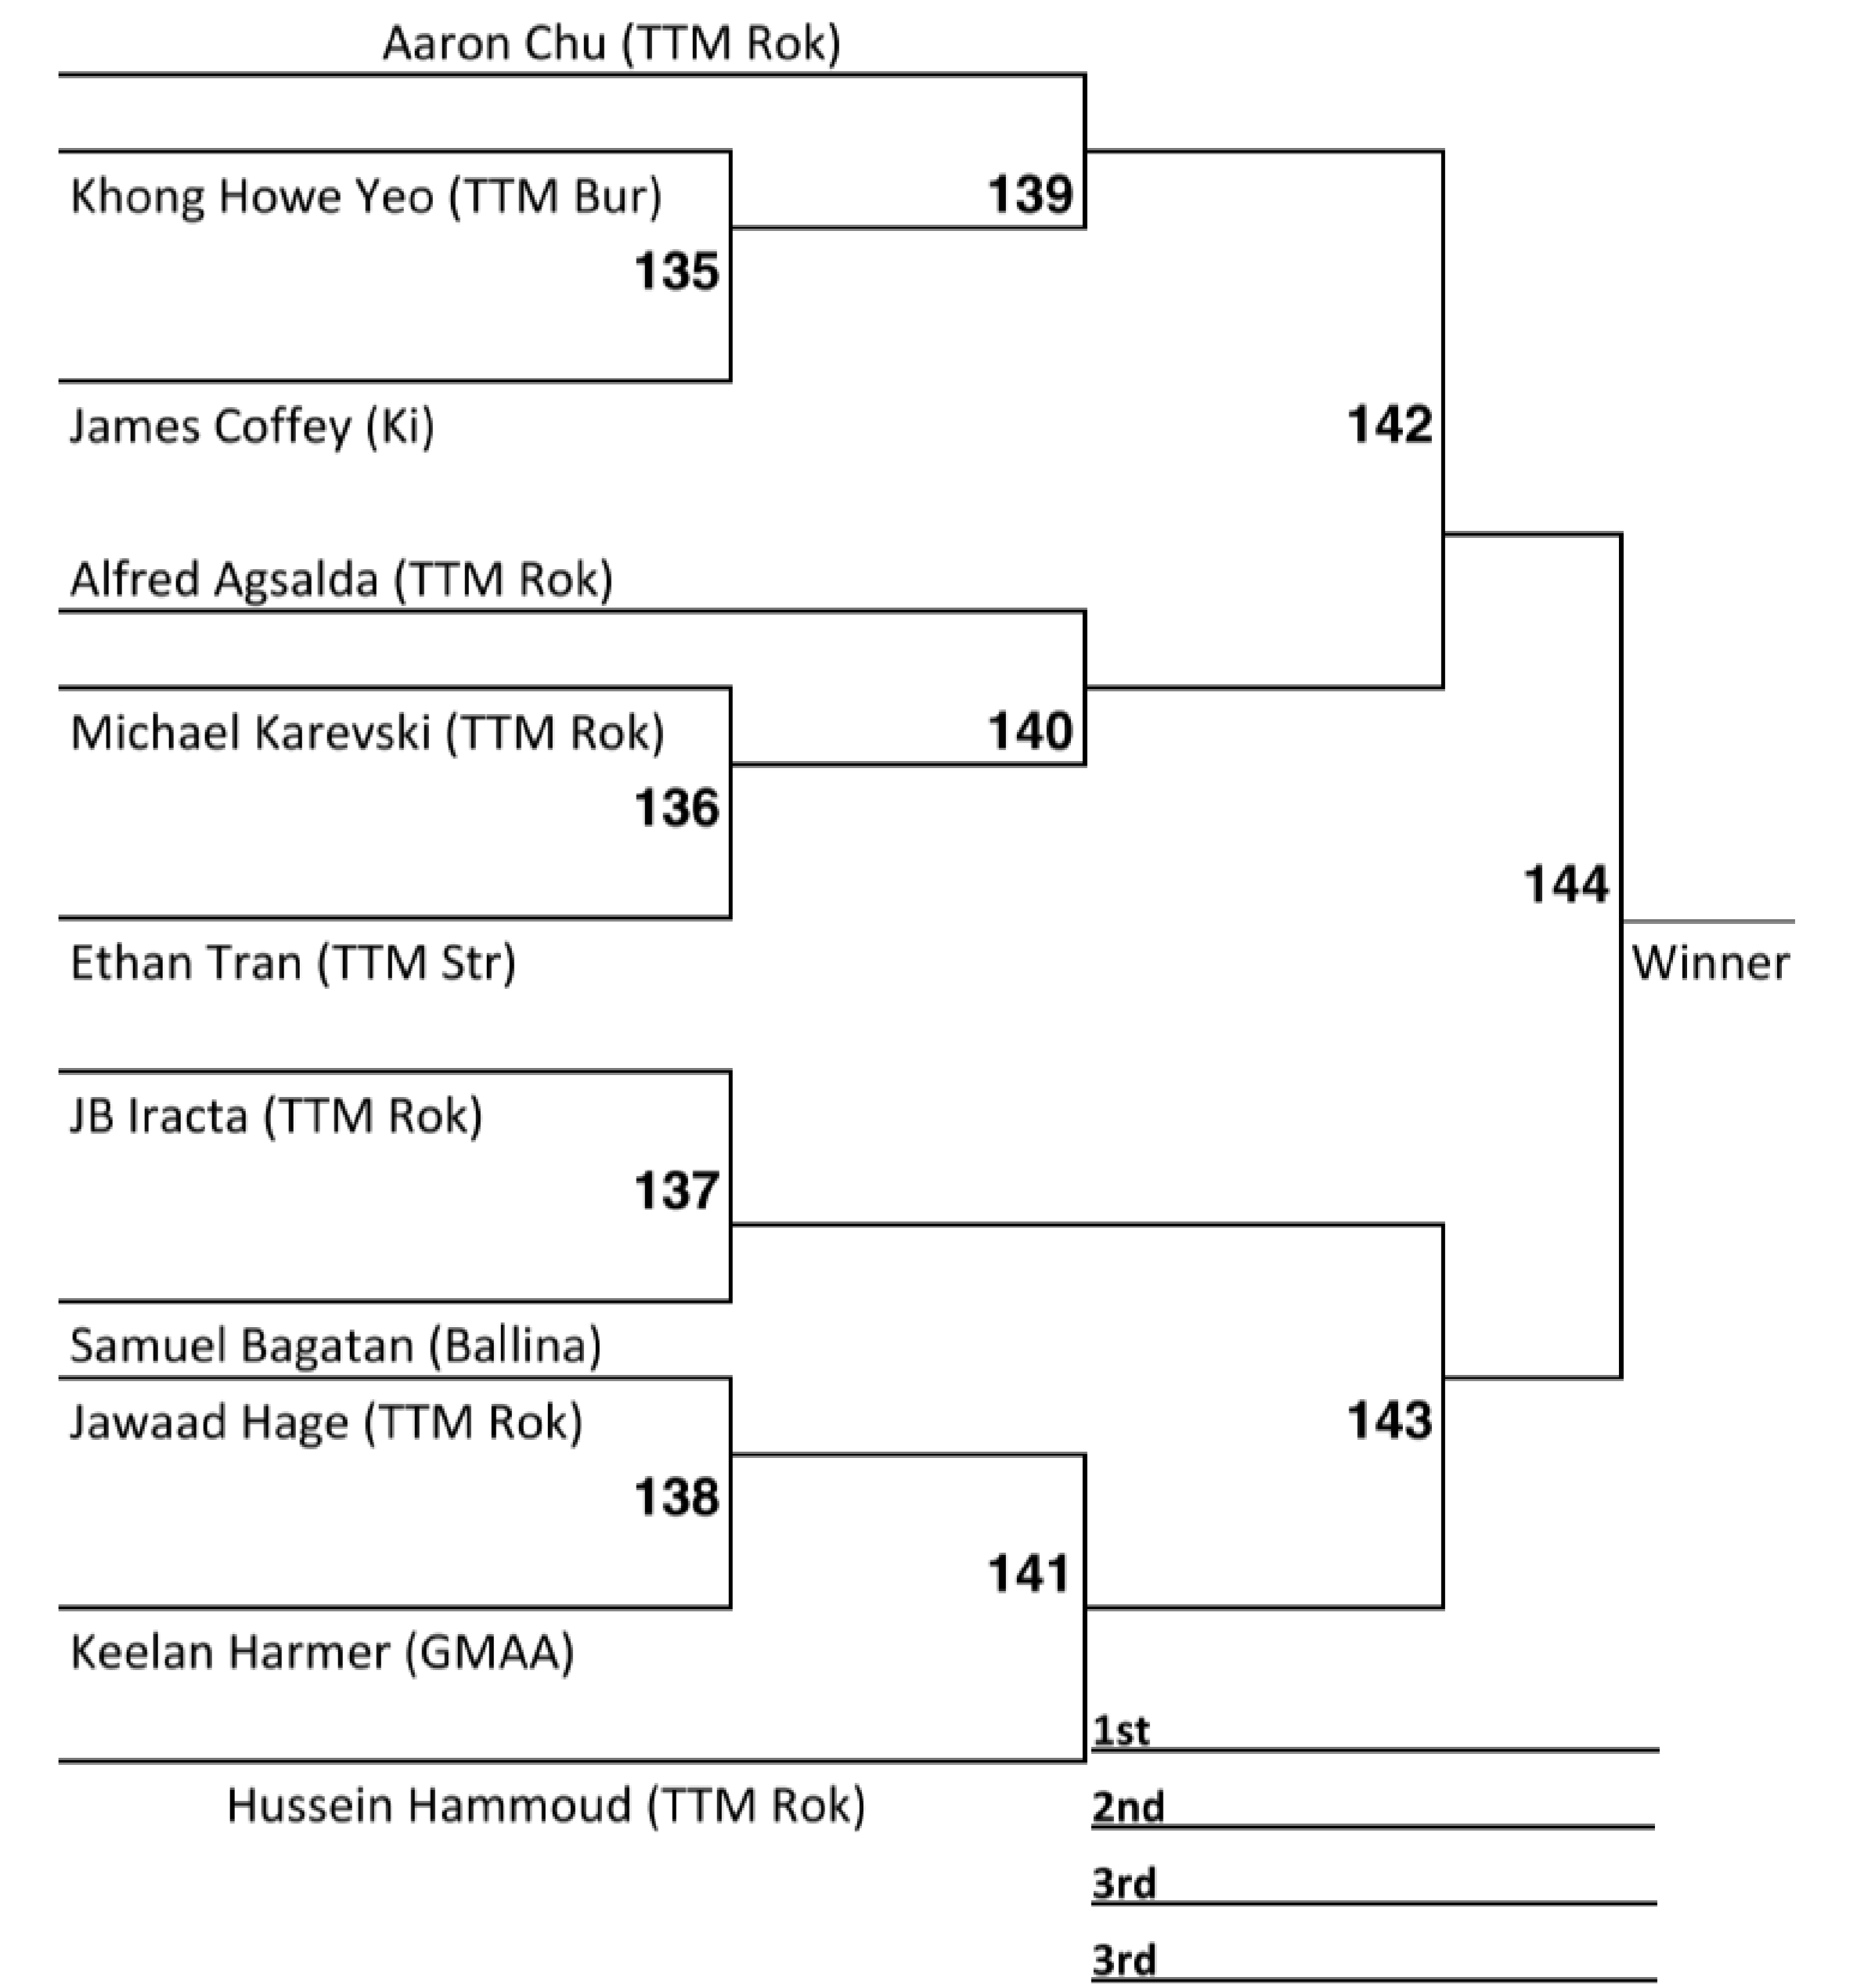 Aaron Chu (TTM Rok)
Khong Howe Yeo (TTM Bur)
139
135
James Coffey (Ki)
142
Alfred Agsalda (TTM Rok)
Michael Karevski (TTM Rok)
140
136
144
Ethan Tran (TTM Str)
Winner
JB Iracta (TTM Rok)
137
Samuel Bagatan (Ballina)
Jawaad Hage (TTM Rok)
143
138
141
Keelan Harmer (GMAA)
1st
Hussein Hammoud (TTM Rok)
2nd
3rd
3rd